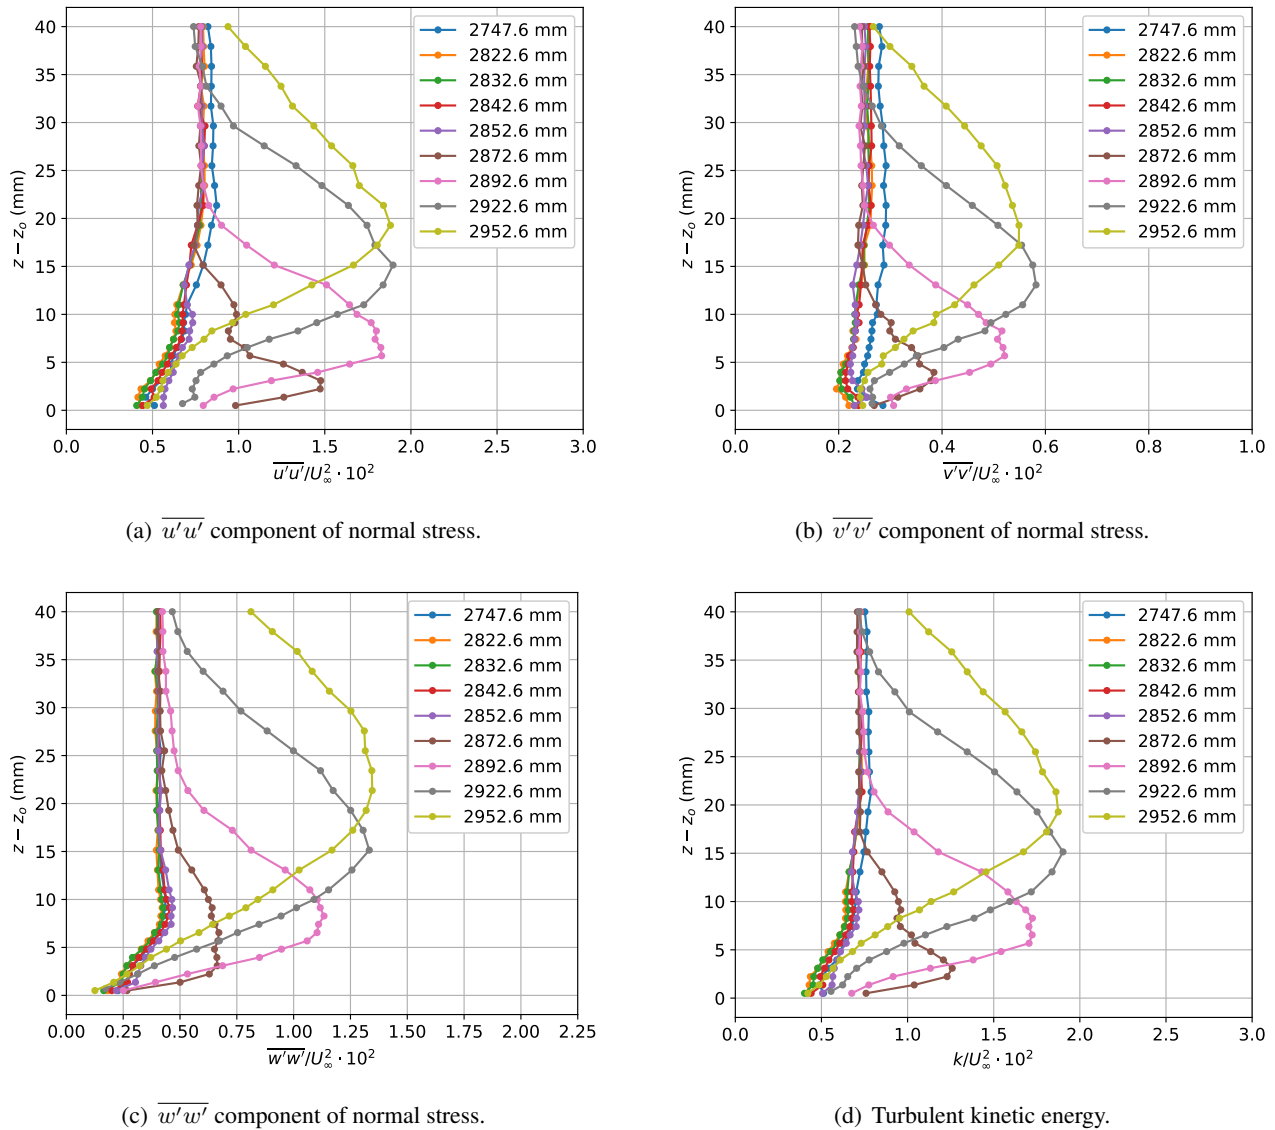 40
35
30
25
20
15
10
5
0
z − zₒ (mm)
0.0 0.5 1.0 1.5 2.0 2.5 3.0
u′u′/U²∞ · 10²
2747.6 mm
2822.6 mm
2832.6 mm
2842.6 mm
2852.6 mm
2872.6 mm
2892.6 mm
2922.6 mm
2952.6 mm
(a) u′u′ component of normal stress.
40
35
30
25
20
15
10
5
0
z − zₒ (mm)
0.0 0.2 0.4 0.6 0.8 1.0
v′v′/U²∞ · 10²
2747.6 mm
2822.6 mm
2832.6 mm
2842.6 mm
2852.6 mm
2872.6 mm
2892.6 mm
2922.6 mm
2952.6 mm
(b) v′v′ component of normal stress.
40
35
30
25
20
15
10
5
0
z − zₒ (mm)
0.00 0.25 0.50 0.75 1.00 1.25 1.50 1.75 2.00 2.25
w′w′/U²∞ · 10²
2747.6 mm
2822.6 mm
2832.6 mm
2842.6 mm
2852.6 mm
2872.6 mm
2892.6 mm
2922.6 mm
2952.6 mm
(c) w′w′ component of normal stress.
40
35
30
25
20
15
10
5
0
z − zₒ (mm)
0.0 0.5 1.0 1.5 2.0 2.5 3.0
k/U²∞ · 10²
2747.6 mm
2822.6 mm
2832.6 mm
2842.6 mm
2852.6 mm
2872.6 mm
2892.6 mm
2922.6 mm
2952.6 mm
(d) Turbulent kinetic energy.